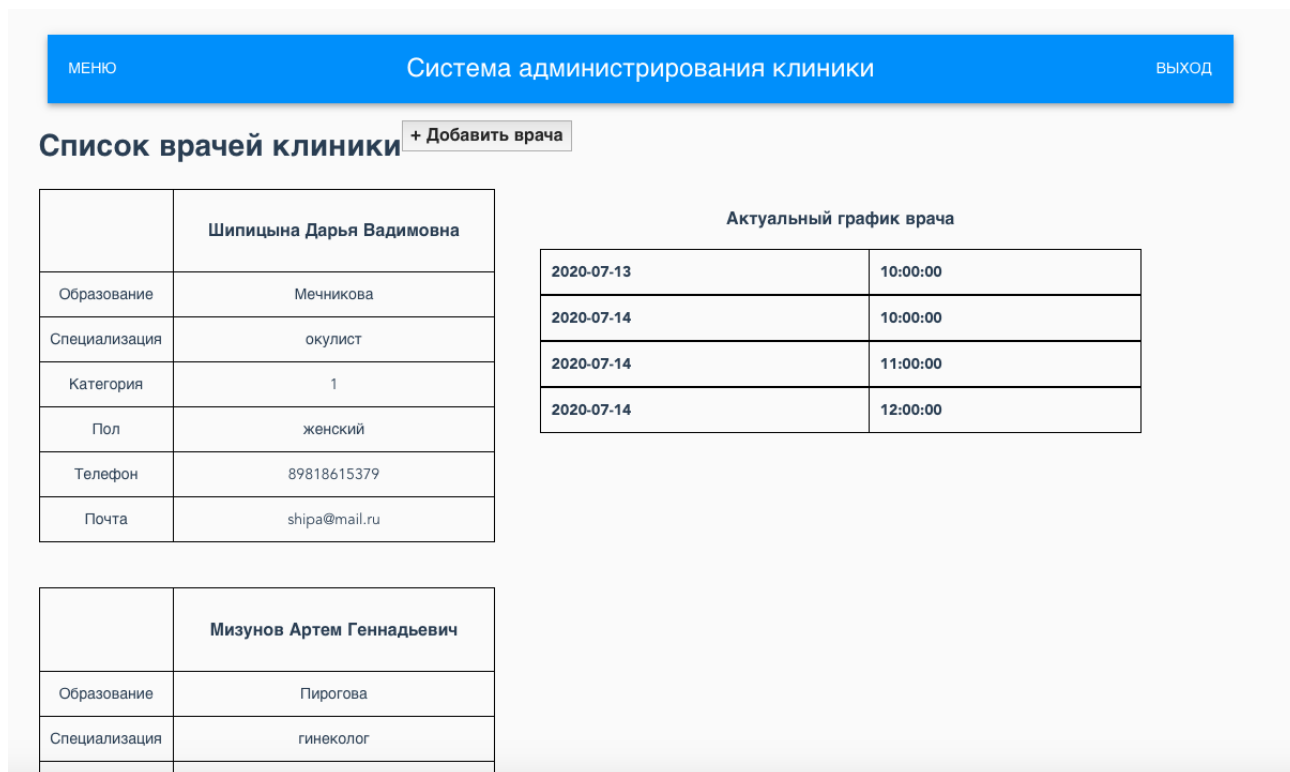 МЕНЮ Система администрирования клиники ВЫХОД
Список врачей клиники + Добавить врача
Шипицына Дарья Вадимовна
Образование Мечникова
Специализация окулист
Категория 1
Пол женский
Телефон 89818615379
Почта shipa@mail.ru
Актуальный график врача
2020-07-13 10:00:00
2020-07-14 10:00:00
2020-07-14 11:00:00
2020-07-14 12:00:00
Мизунов Артем Геннадьевич
Образование Пирогова
Специализация гинеколог